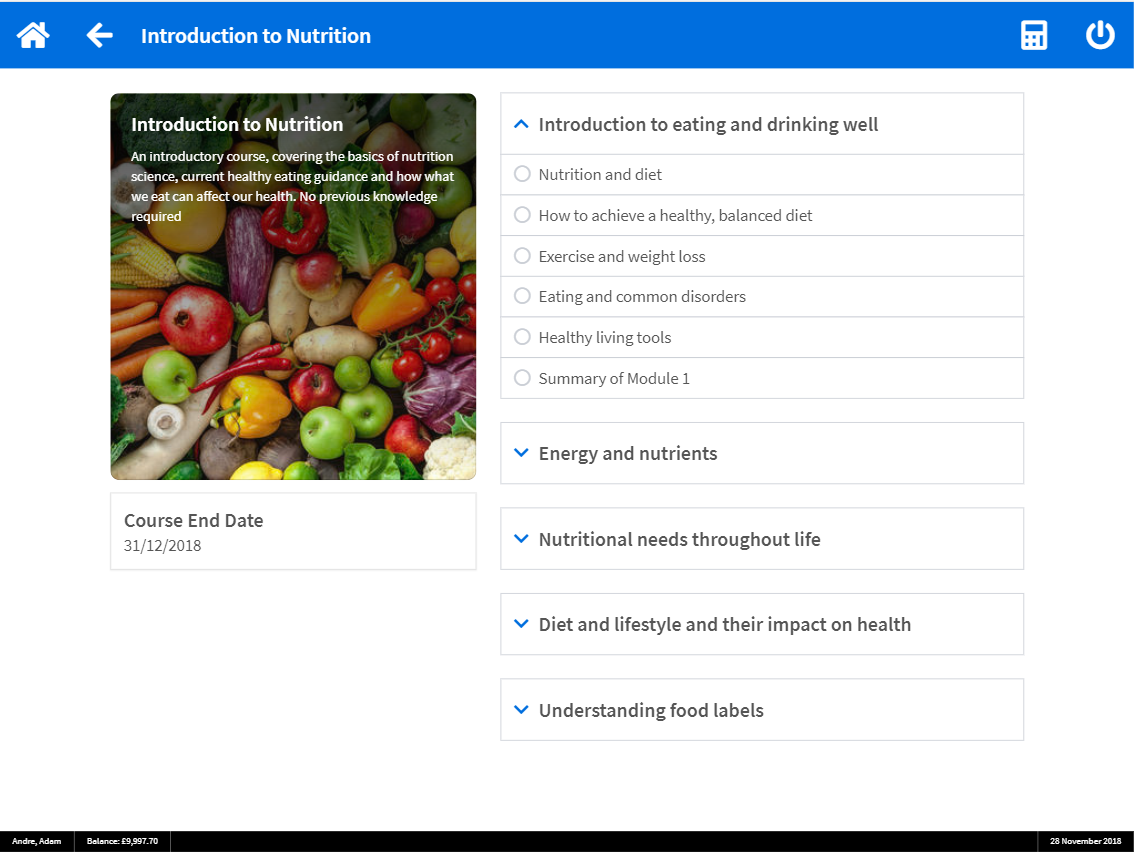 Introduction to Nutrition
Introduction to Nutrition
An introductory course, covering the basics of nutrition
science, current healthy eating guidance and how what
we eat can affect our health. No previous knowledge
required
Course End Date
31/12/2018
Introduction to eating and drinking well
Nutrition and diet
How to achieve a healthy, balanced diet
Exercise and weight loss
Eating and common disorders
Healthy living tools
Summary of Module 1
Energy and nutrients
Nutritional needs throughout life
Diet and lifestyle and their impact on health
Understanding food labels
Andre, Adam
Balance: £9,997.70
28 November 2018